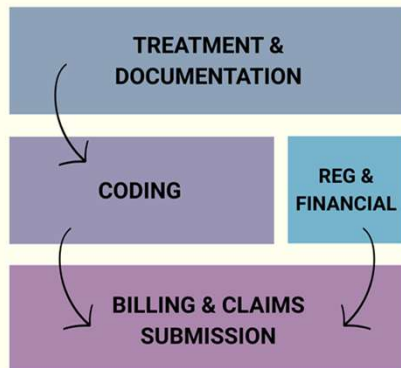 TREATMENT &
DOCUMENTATION
CODING
REG &
FINANCIAL
BILLING & CLAIMS
SUBMISSION